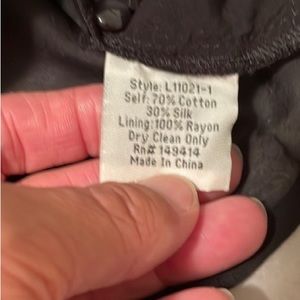 Style: L11021-1
Self: 70% Cotton
30% Silk
Lining: 100% Rayon
Dry Clean Only
Rn# 149414
Made In China